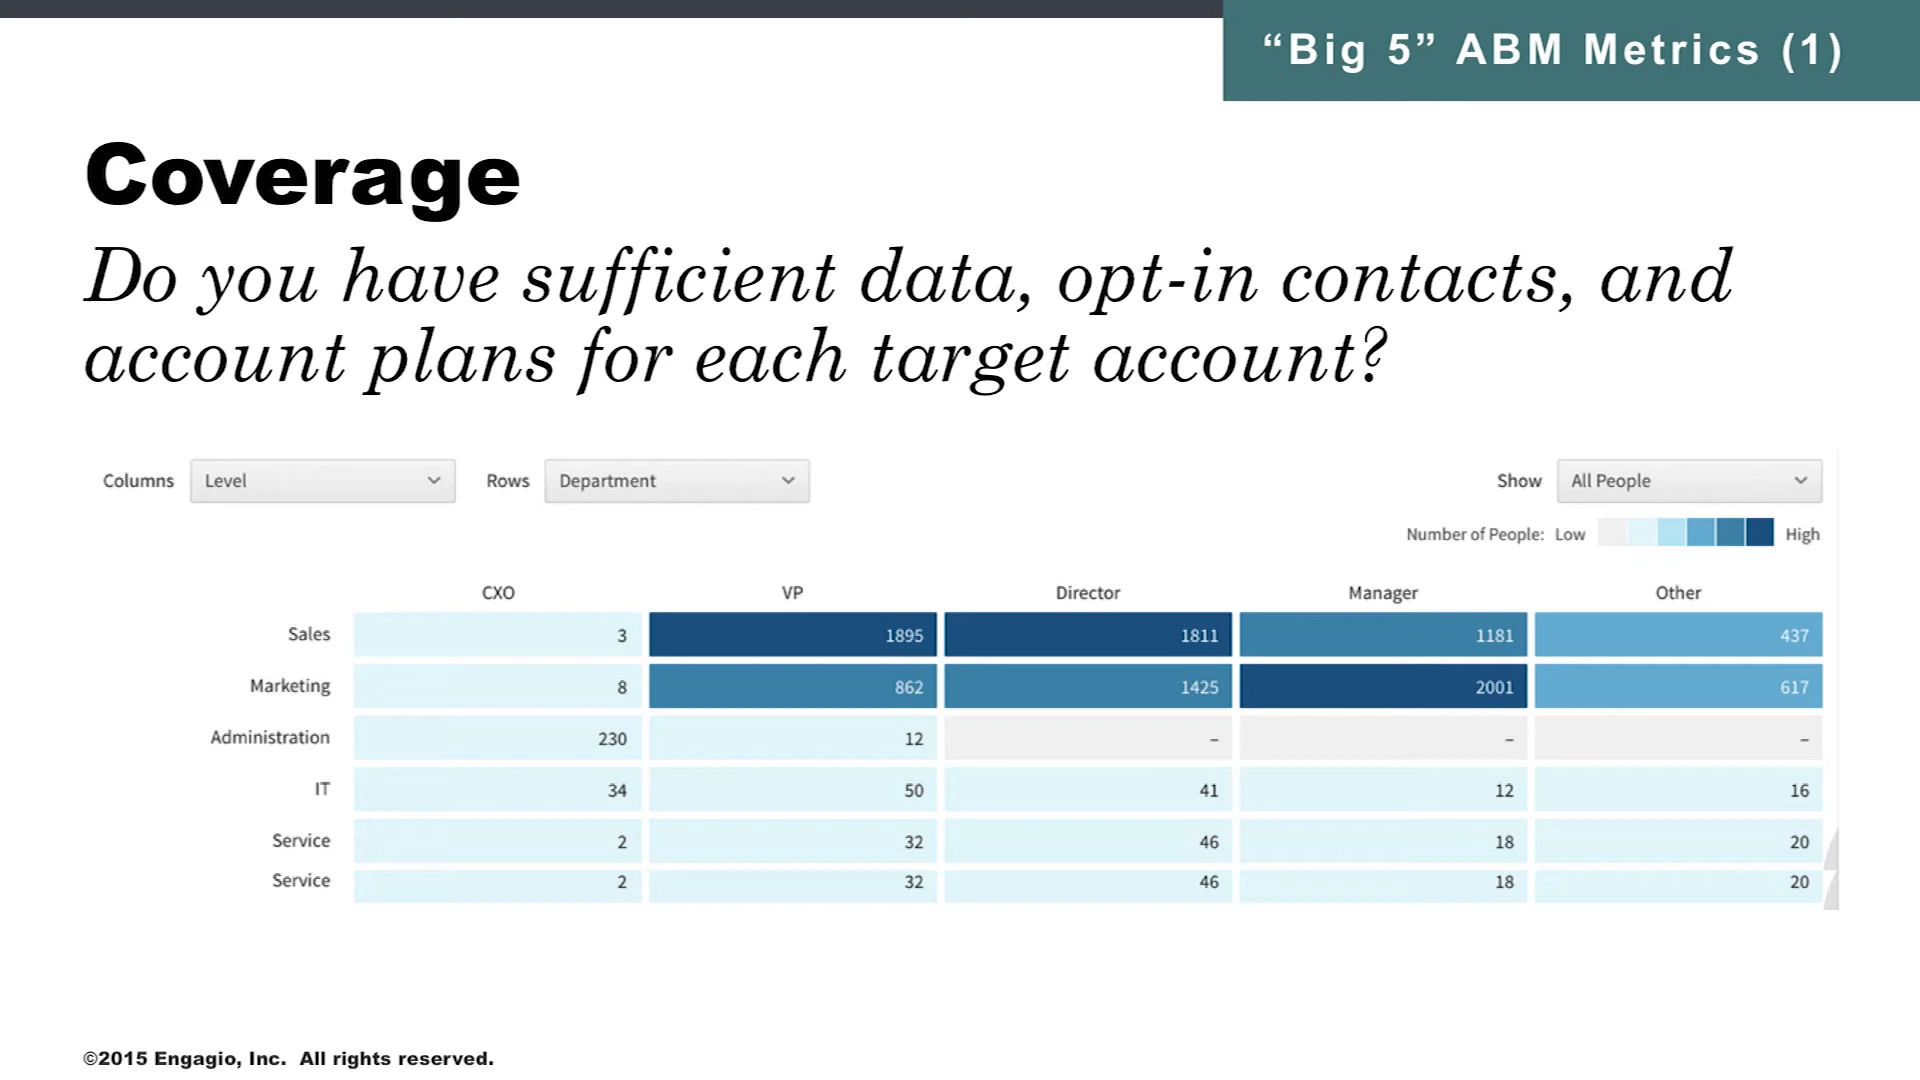 “Big 5” ABM Metrics (1)
Coverage
Do you have sufficient data, opt-in contacts, and
account plans for each target account?
Columns Level Rows Department Show All People
Number of People: Low High
CXO VP Director Manager Other
Sales 3 1895 1811 1181 437
Marketing 8 862 1425 2001 617
Administration 230 12 – – –
IT 34 50 41 12 16
Service 2 32 46 18 20
Service 2 32 46 18 20
©2015 Engagio, Inc. All rights reserved.